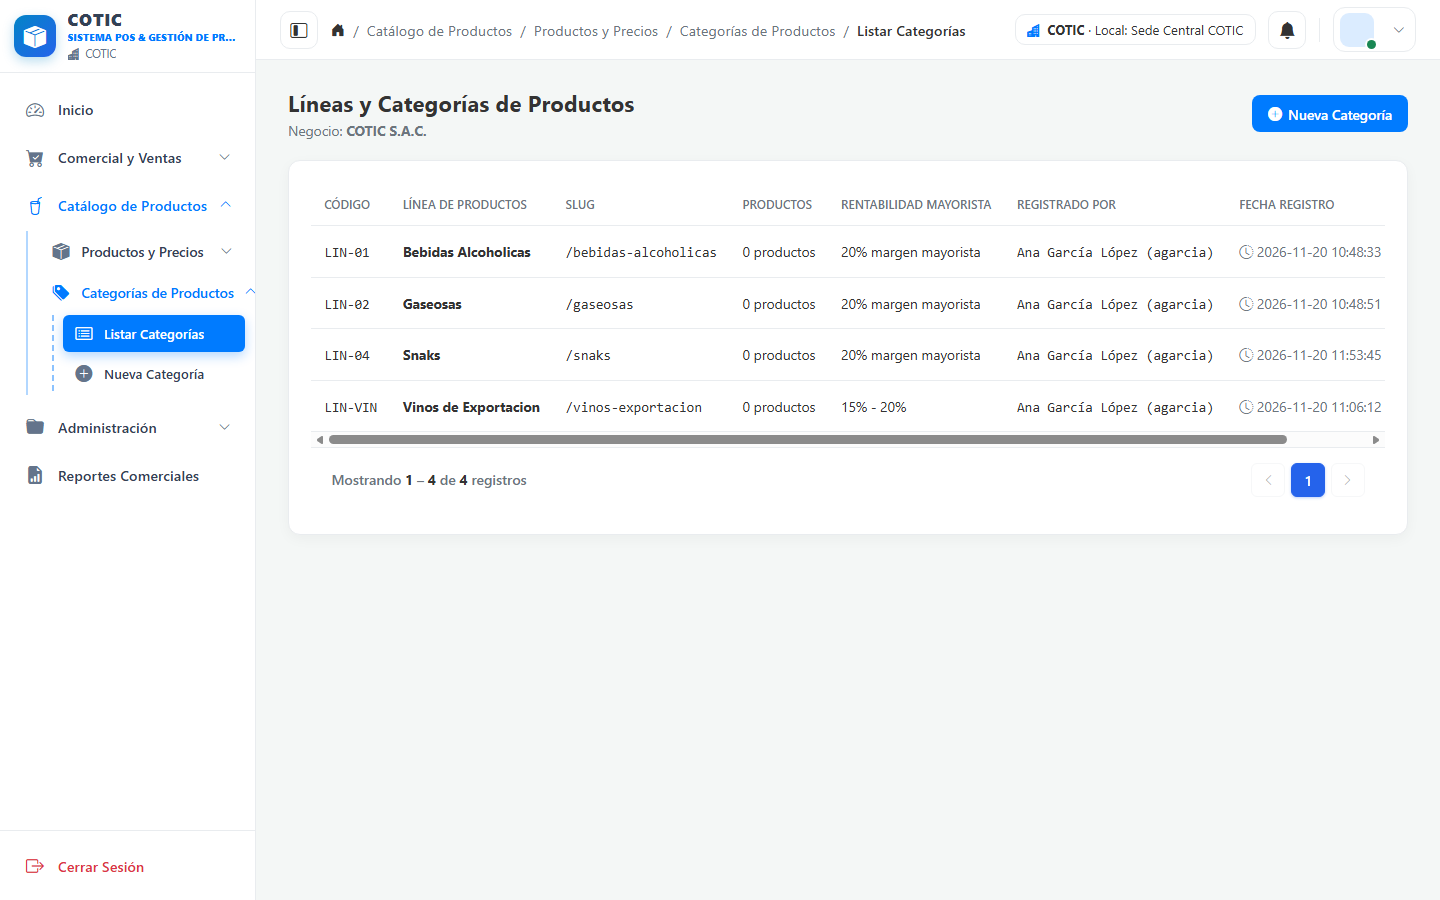 COTIC
SISTEMA POS & GESTIÓN DE PR...
COTIC
/ Catálogo de Productos / Productos y Precios / Categorías de Productos / Listar Categorías
COTIC · Local: Sede Central COTIC
Inicio
Comercial y Ventas
Catálogo de Productos
Productos y Precios
Categorías de Productos
Listar Categorías
Nueva Categoría
Administración
Reportes Comerciales
Cerrar Sesión
Líneas y Categorías de Productos
Negocio: COTIC S.A.C.
Nueva Categoría
CÓDIGO LÍNEA DE PRODUCTOS SLUG PRODUCTOS RENTABILIDAD MAYORISTA REGISTRADO POR FECHA REGISTRO
LIN-01 Bebidas Alcoholicas /bebidas-alcoholicas 0 productos 20% margen mayorista Ana García López (agarcia) 2026-11-20 10:48:33
LIN-02 Gaseosas /gaseosas 0 productos 20% margen mayorista Ana García López (agarcia) 2026-11-20 10:48:51
LIN-04 Snaks /snaks 0 productos 20% margen mayorista Ana García López (agarcia) 2026-11-20 11:53:45
LIN-VIN Vinos de Exportacion /vinos-exportacion 0 productos 15% - 20% Ana García López (agarcia) 2026-11-20 11:06:12
Mostrando 1 – 4 de 4 registros
1